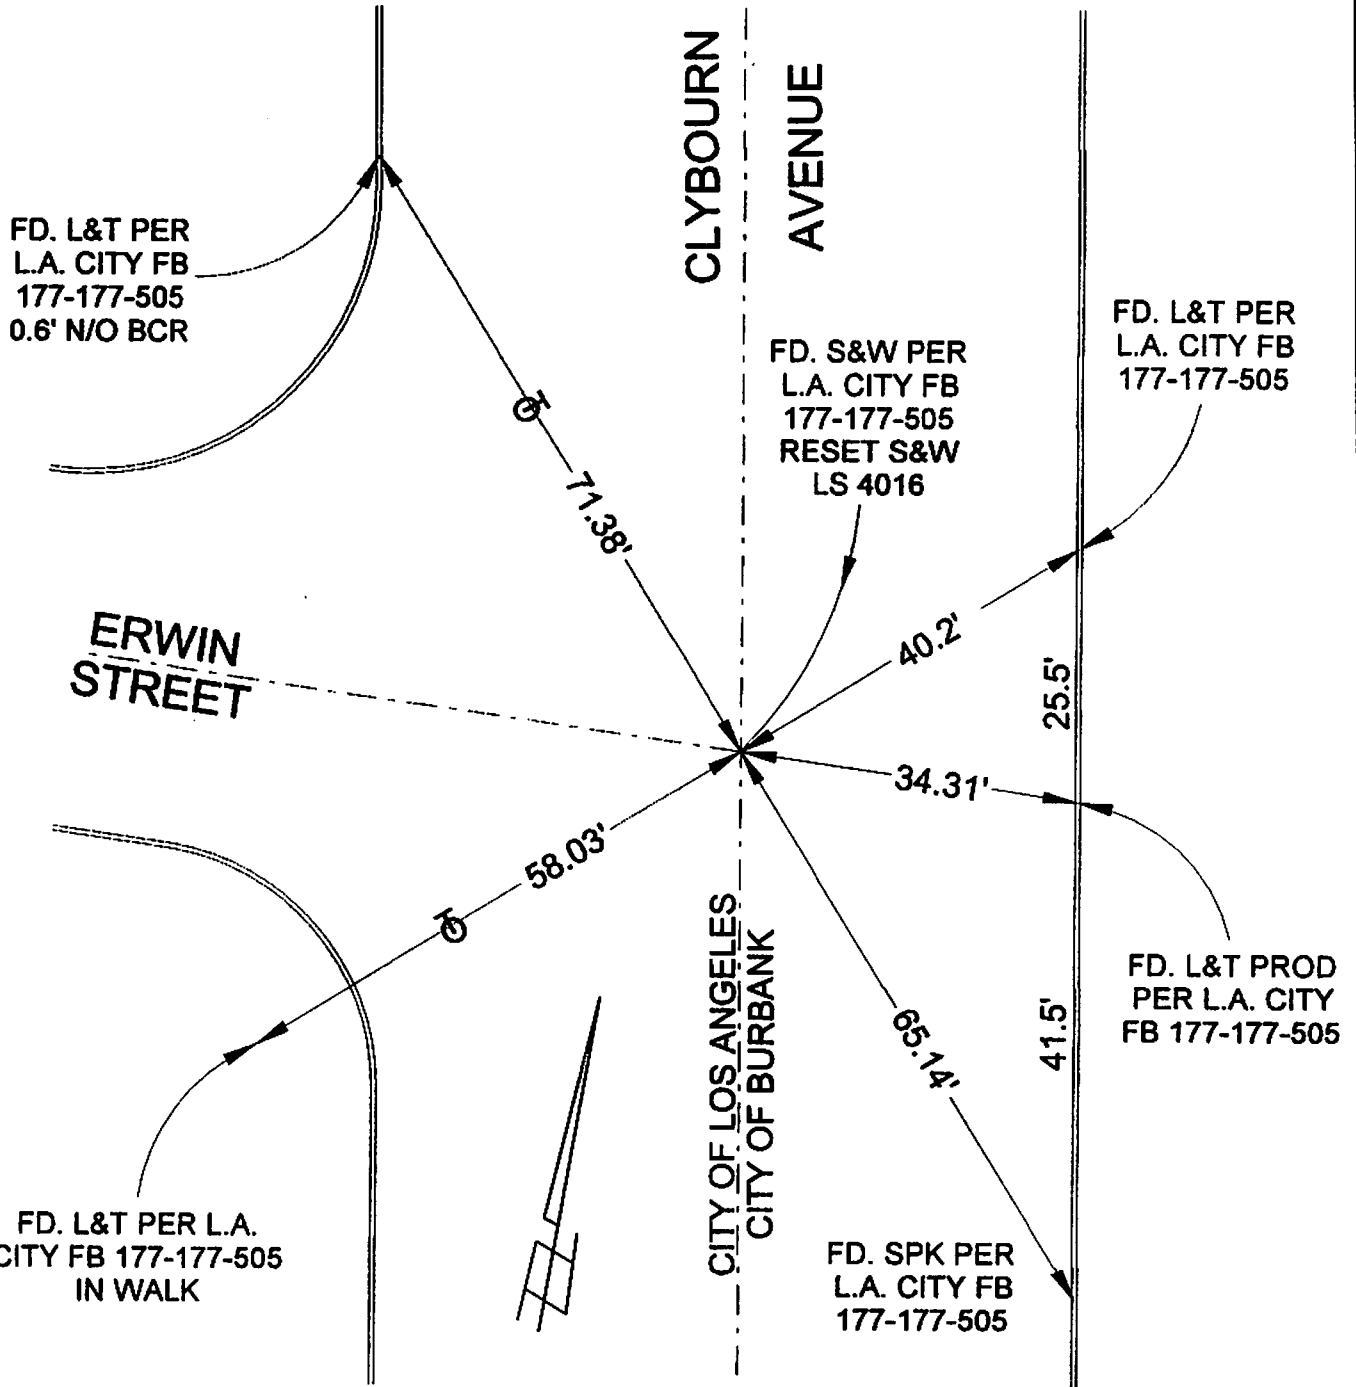 CLYBOURN
AVENUE
FD. L&T PER
L.A. CITY FB
177-177-505
0.6' N/O BCR
FD. L&T PER
L.A. CITY FB
177-177-505
FD. S&W PER
L.A. CITY FB
177-177-505
RESET S&W
LS 4016
71.38'
ERWIN
STREET
40.2'
25.5'
34.31'
58.03'
CITY OF LOS ANGELES
CITY OF BURBANK
FD. L&T PROD
PER L.A. CITY
FB 177-177-505
41.5'
65.14'
FD. L&T PER L.A.
CITY FB 177-177-505
IN WALK
FD. SPK PER
L.A. CITY FB
177-177-505